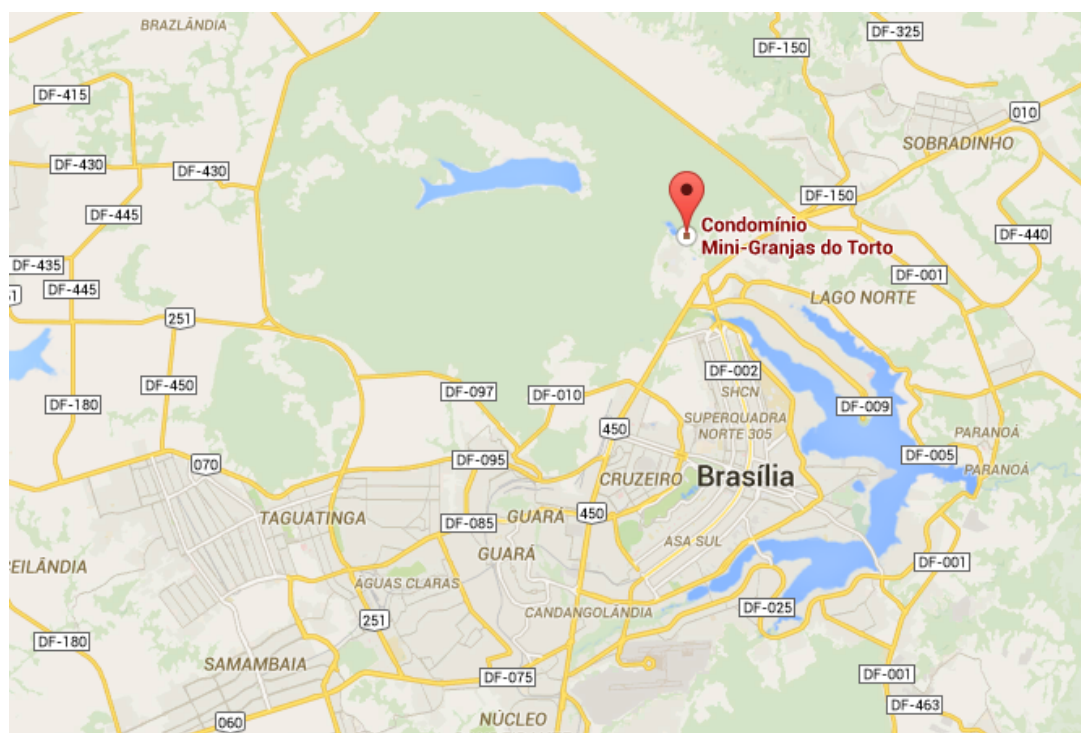 BRAZLÂNDIA
DF-325
DF-150
DF-415
010
SOBRADINHO
DF-430
DF-430
DF-150
DF-445
Condomínio
Mini-Granjas do Torto
DF-440
DF-435
DF-001
DF-445
LAGO NORTE
251
DF-002
DF-450
DF-097
DF-010
SHCN
DF-180
DF-009
SUPERQUADRA
NORTE 305
450
PARANOÁ
DF-005
070
DF-095
CRUZEIRO
Brasília
PARANOÁ
TAGUATINGA
GUARÁ
450
DF-085
ASA SUL
GUARÁ
EILÂNDIA
DF-001
ÁGUAS CLARAS
DF-025
CANDANGOLÂNDIA
251
DF-180
SAMAMBAIA
DF-075
DF-001
DF-463
060
NÚCLEO